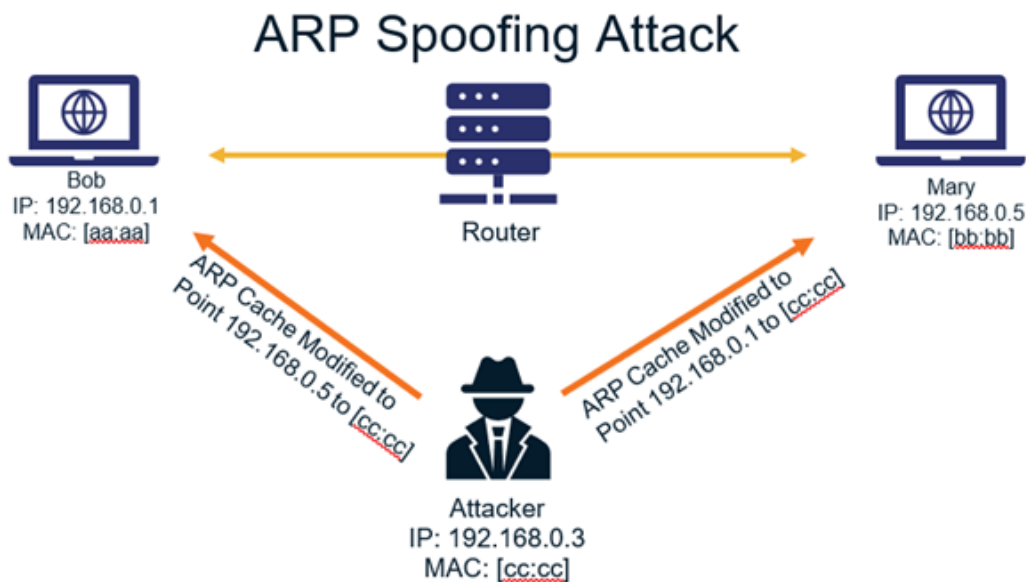 ARP Spoofing Attack
Bob
IP: 192.168.0.1
MAC: [aa:aa]
Router
Mary
IP: 192.168.0.5
MAC: [bb:bb]
ARP Cache Modified to
Point 192.168.0.5 to [cc;cc]
ARP Cache Modified to
Point 192.168.0.1 to [cc;cc]
Attacker
IP: 192.168.0.3
MAC: [cc:cc]